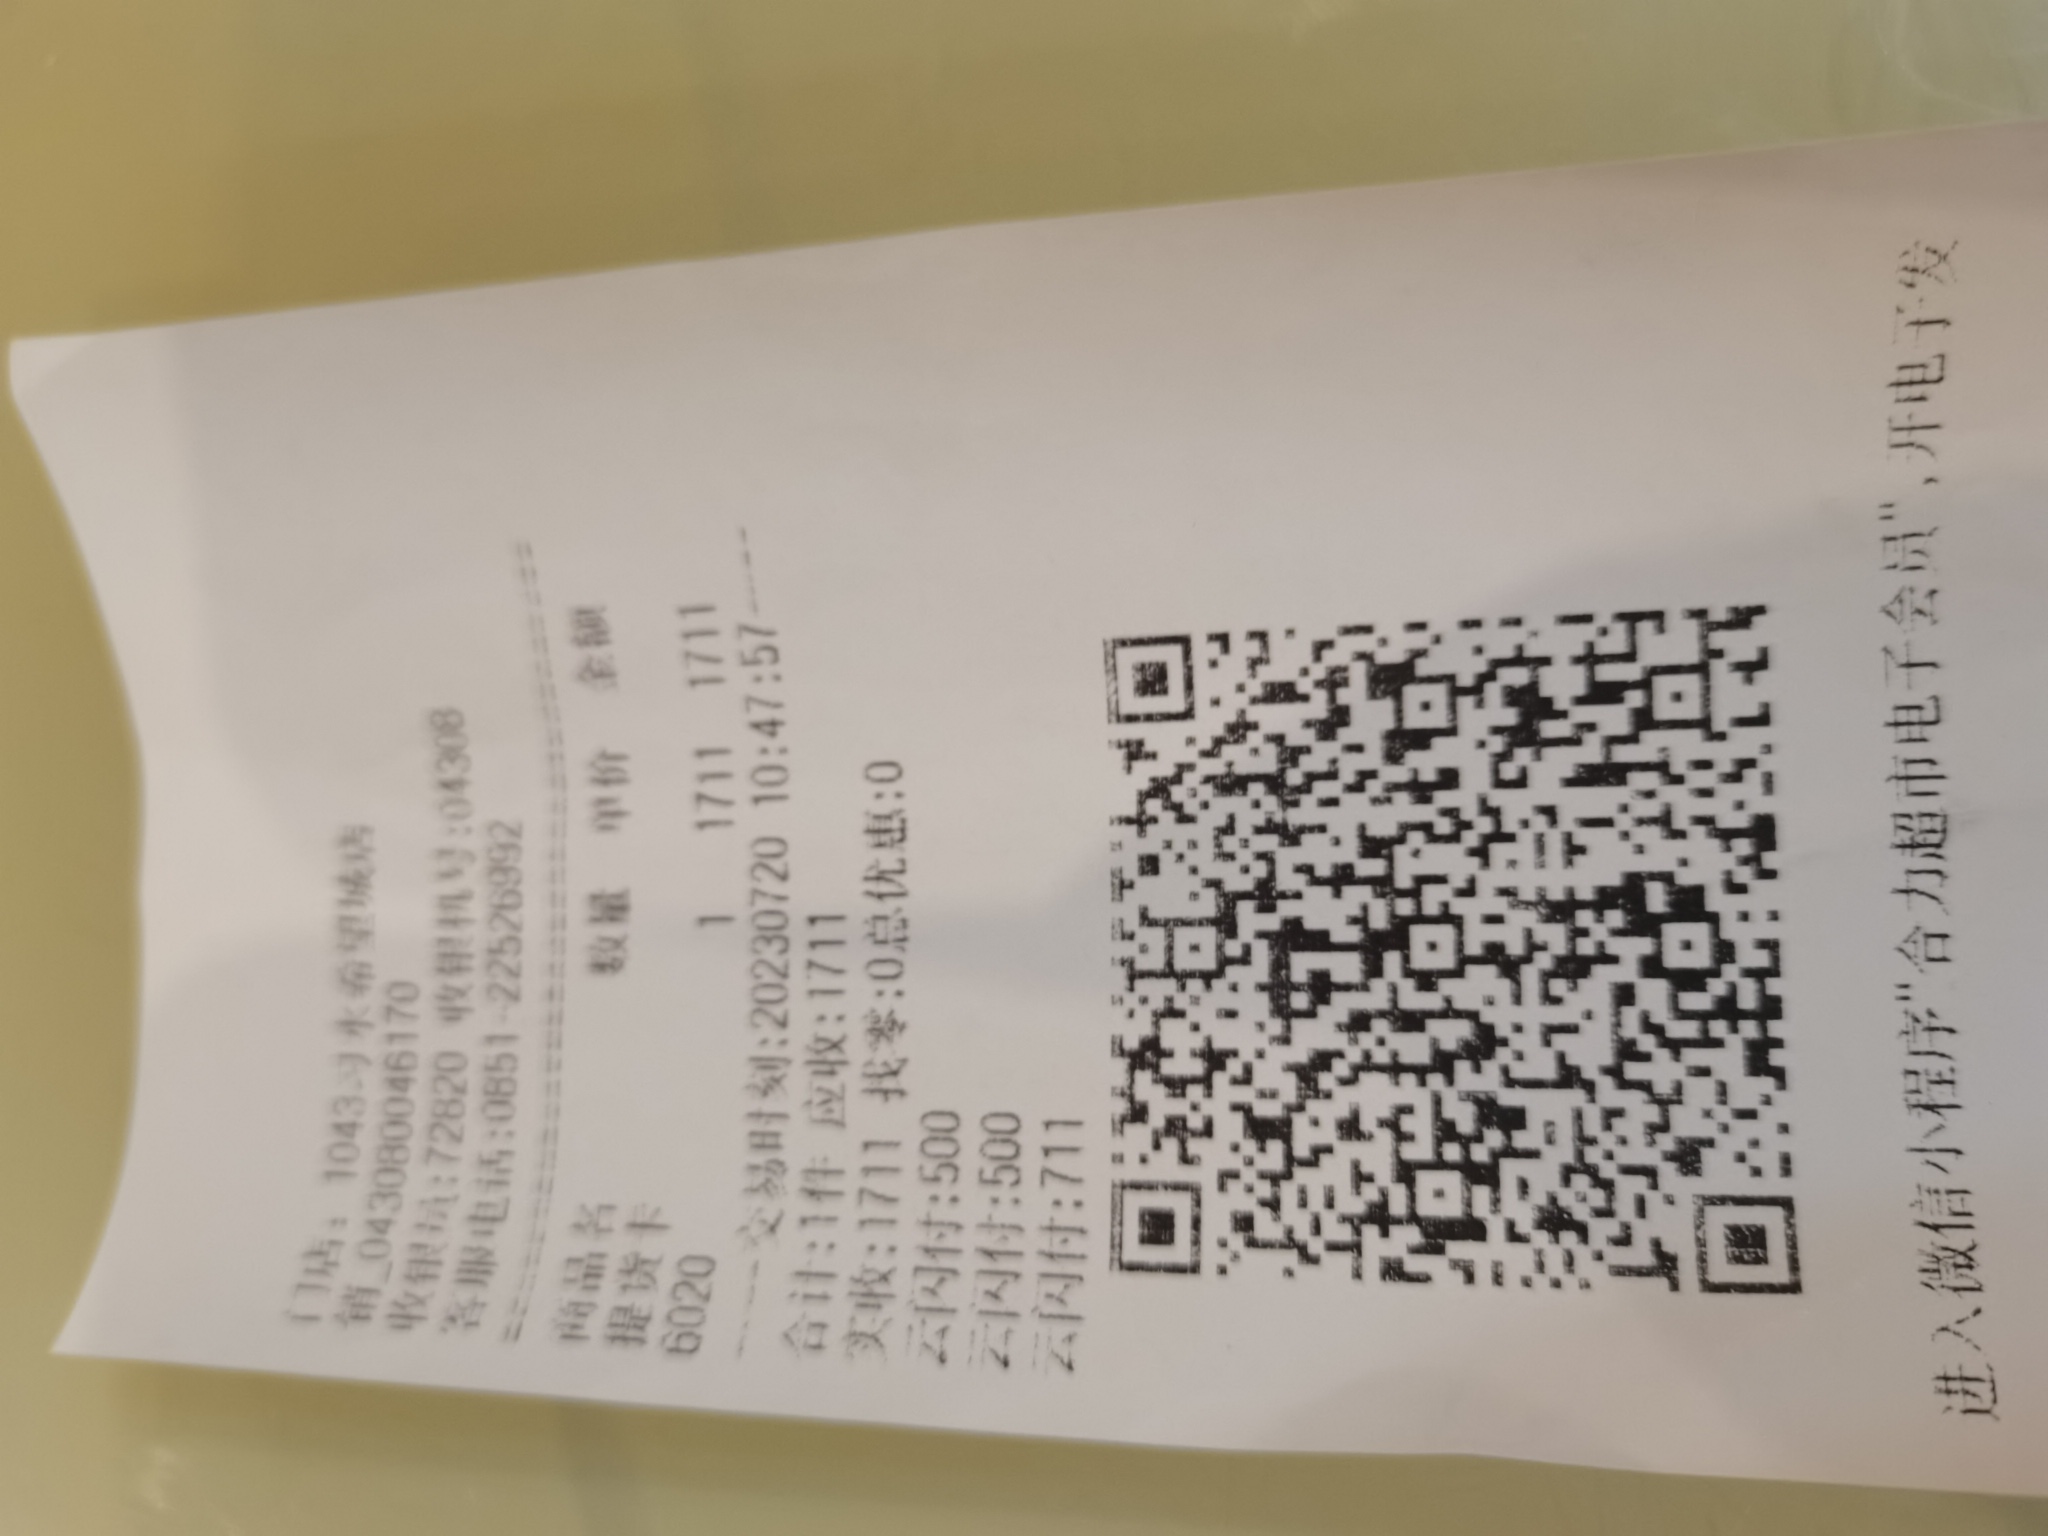 门店: 1043习水希望城店
销_04308004​6170
收银员:72820 收银机号:04308
客服电话:0851-22526992
商品名 数量 单价 金额
提货卡
6020 1 1711 1711
-----交易时刻:20230720 10:47:57-----
合计:1件 应收:1711
实收:1711 找零:0总优惠:0
云闪付:500
云闪付:500
云闪付:711
进入微信小程序"合力超市电子会员",开电子发